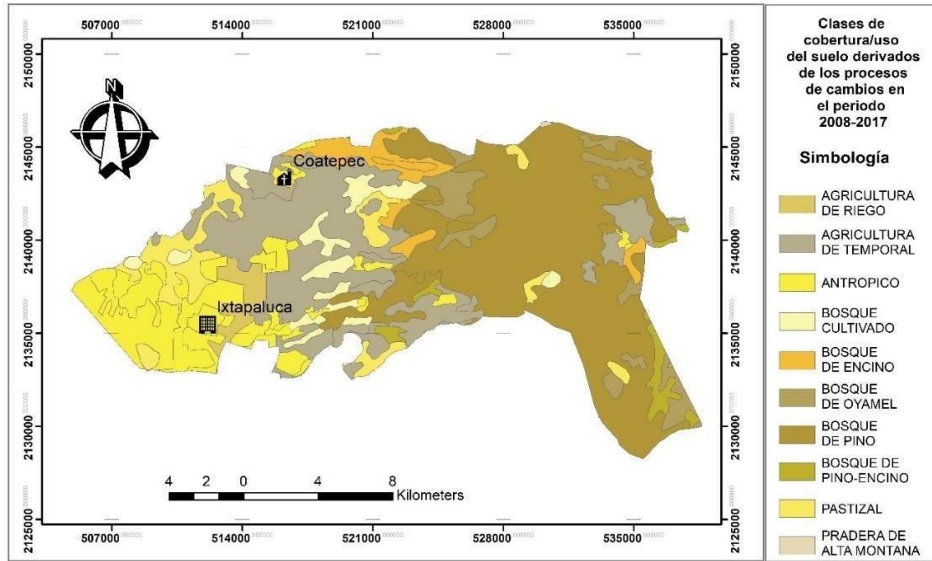 507000 514000 521000 528000 535000
2150000 2150000
N
2145000 2145000
Coatepec
2140000 2140000
Ixtapaluca
2135000 2135000
2130000 2130000
4 2 0 4 8
Kilometers
2125000 2125000
507000 514000 521000 528000 535000
Clases de
cobertura/uso
del suelo derivados
de los procesos
de cambios en
el periodo
2008-2017
Simbología
AGRICULTURA
DE RIEGO
AGRICULTURA
DE TEMPORAL
ANTROPICO
BOSQUE
CULTIVADO
BOSQUE
DE ENCINO
BOSQUE
DE OYAMEL
BOSQUE
DE PINO
BOSQUE DE
PINO-ENCINO
PASTIZAL
PRADERA DE
ALTA MONTANA